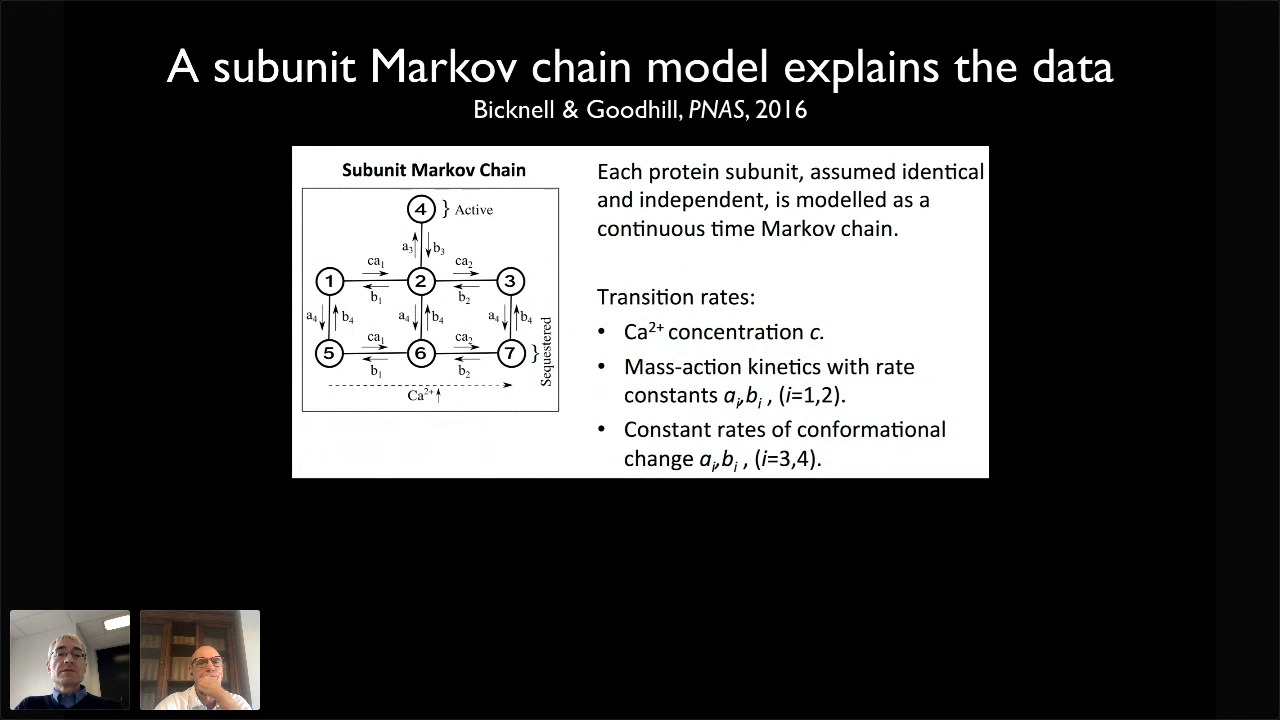 A subunit Markov chain model explains the data
Bicknell & Goodhill, PNAS, 2016
Subunit Markov Chain
4 } Active
a₃ b₃
ca₁ ca₂
1 2 3
b₁ b₂
a₄ b₄ a₄ b₄ a₄ b₄
ca₁ ca₂
5 6 7 }
b₁ b₂
Sequestered
Ca²⁺↑
Each protein subunit, assumed identical
and independent, is modelled as a
continuous time Markov chain.
Transition rates:
• Ca²⁺ concentration c.
• Mass-action kinetics with rate
constants aᵢ,bᵢ , (i=1,2).
• Constant rates of conformational
change aᵢ,bᵢ , (i=3,4).